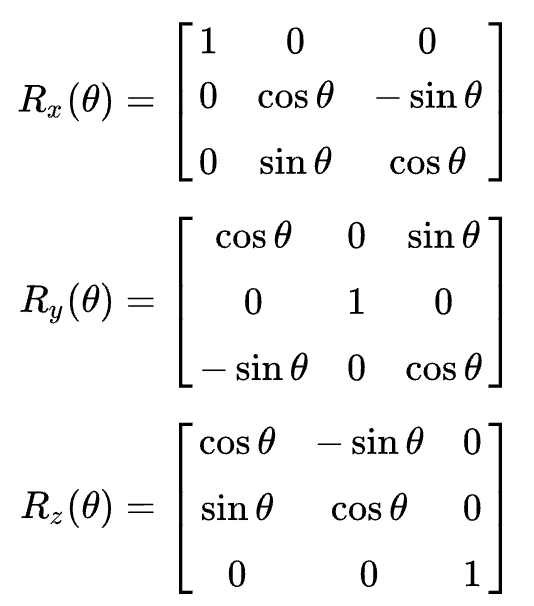 R_x(θ) = [ 1 0 0
0 cos θ − sin θ
0 sin θ cos θ ]
R_y(θ) = [ cos θ 0 sin θ
0 1 0
− sin θ 0 cos θ ]
R_z(θ) = [ cos θ − sin θ 0
sin θ cos θ 0
0 0 1 ]